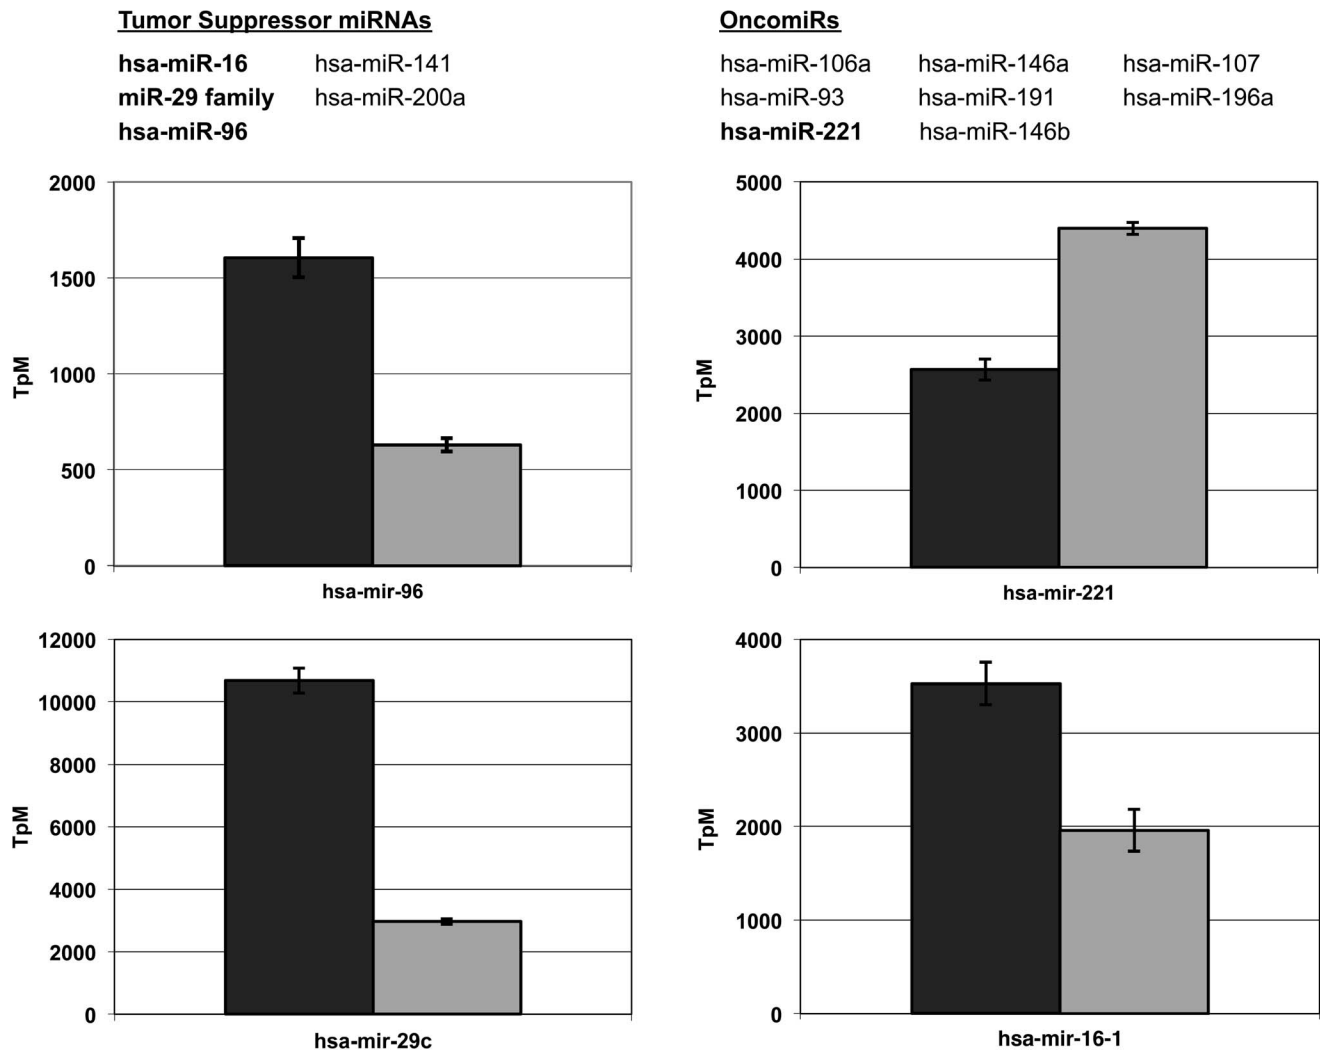 Tumor Suppressor miRNAs
hsa-miR-16 hsa-miR-141
miR-29 family hsa-miR-200a
hsa-miR-96
OncomiRs
hsa-miR-106a hsa-miR-146a hsa-miR-107
hsa-miR-93 hsa-miR-191 hsa-miR-196a
hsa-miR-221 hsa-miR-146b
2000
1500
1000
500
0
TpM
hsa-mir-96
5000
4000
3000
2000
1000
0
TpM
hsa-mir-221
12000
10000
8000
6000
4000
2000
0
TpM
hsa-mir-29c
4000
3000
2000
1000
0
TpM
hsa-mir-16-1